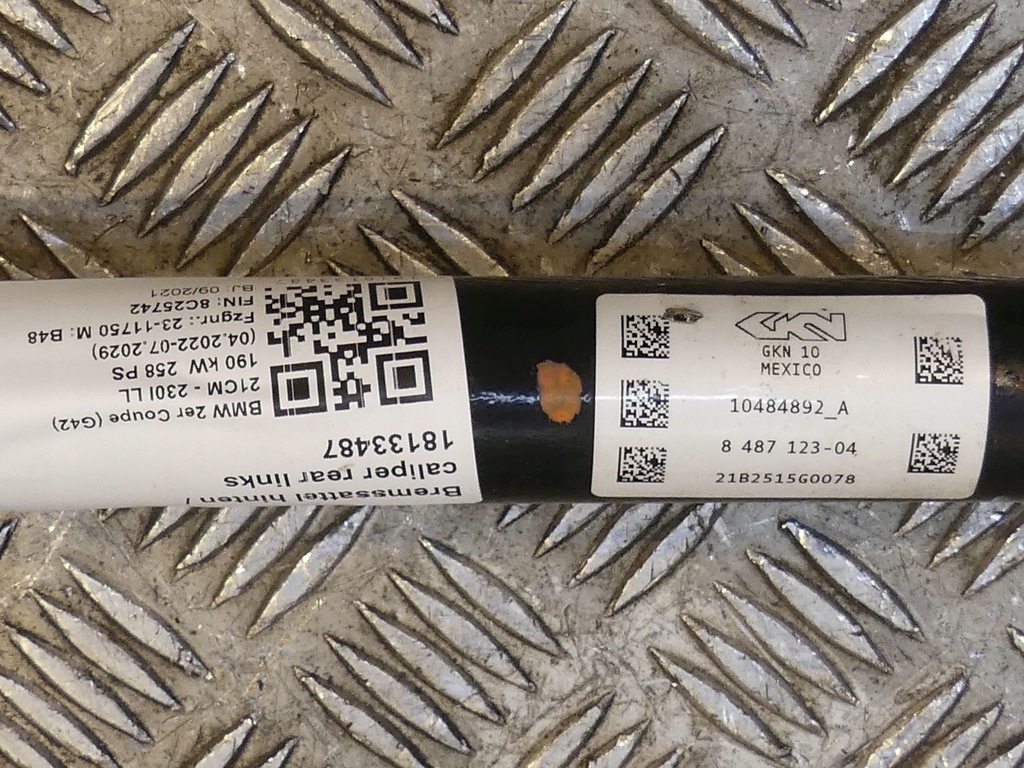 Bremssattel hinten /
caliper rear links
18133487
BMW 2er Coupe (G42)
21CM - 230I LL
190 kW 258 PS
(04.2022-07.2029)
Fzgnr.: 23-11750 M: B48
FIN: 8C25742
BJ. 09/2021
GKN
GKN 10
MEXICO
10484892_A
8 487 123-04
21B2515G0078